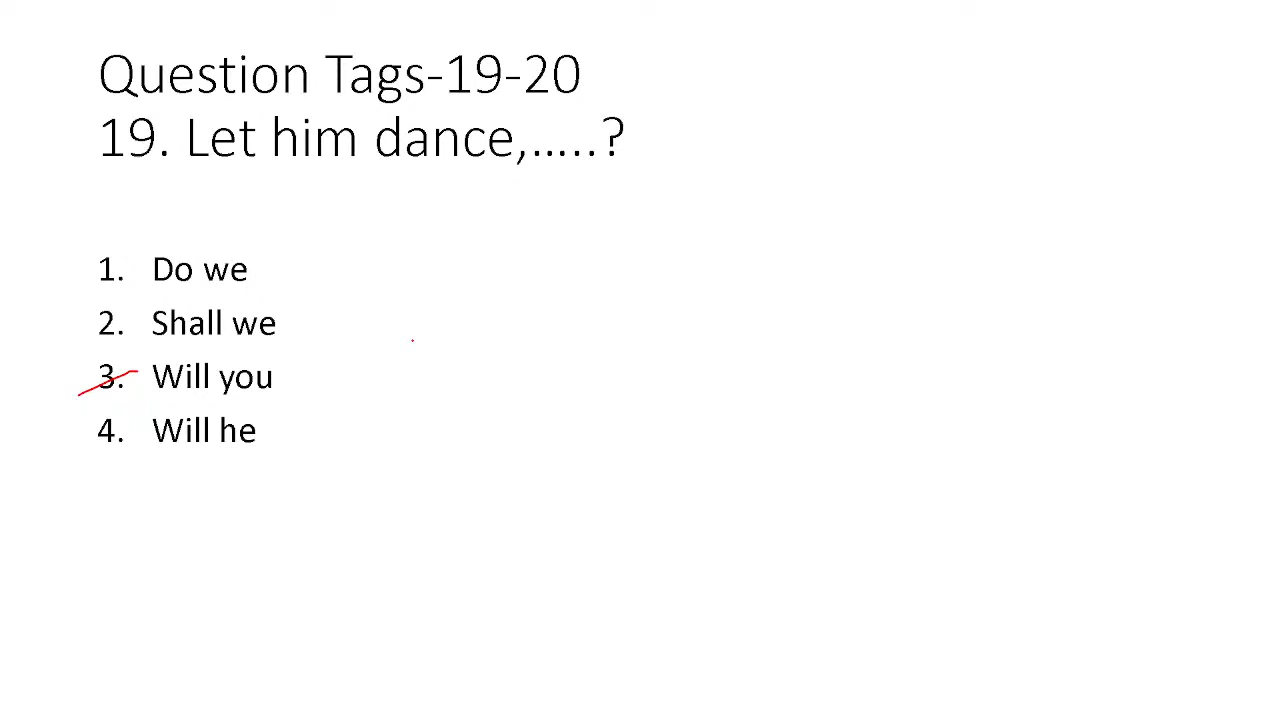 Question Tags-19-20
19. Let him dance,.....?
1. Do we
2. Shall we
3. Will you
4. Will he